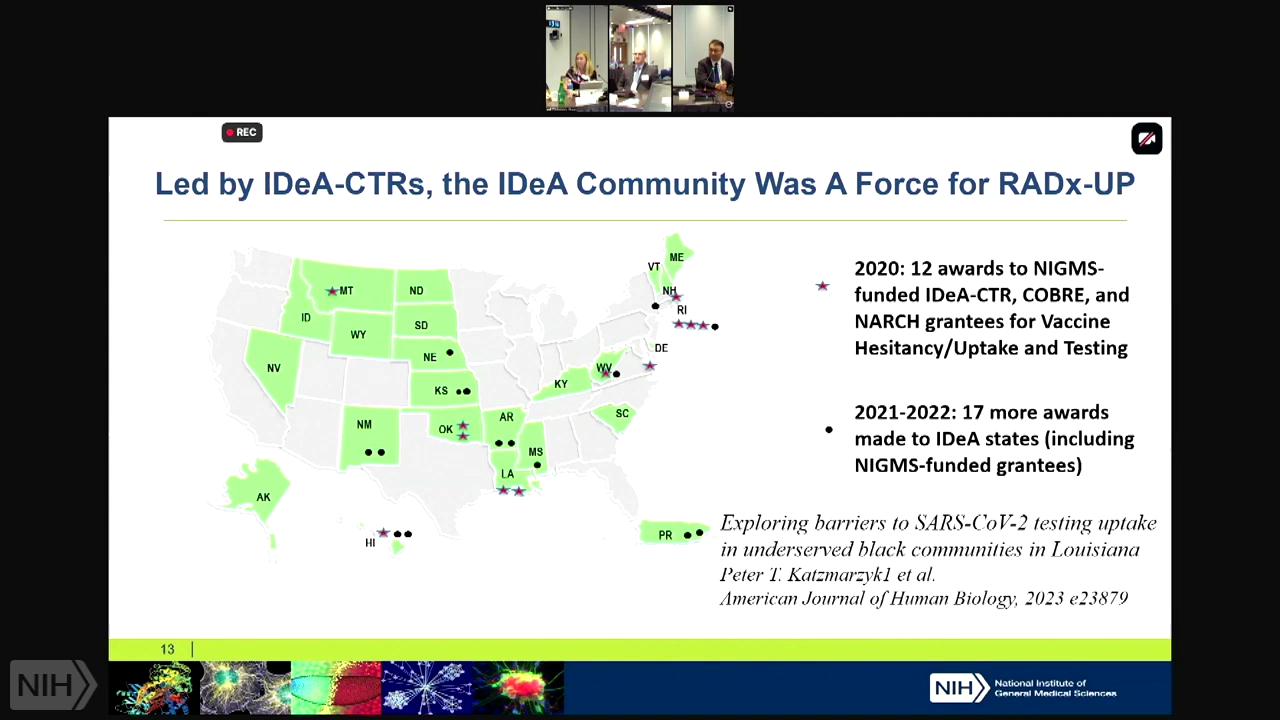 REC
Led by IDeA-CTRs, the IDeA Community Was A Force for RADx-UP
ME
VT
MT
ND
NH
RI
ID
SD
WY
DE
NE
NV
WV
KS
KY
SC
NM
AR
OK
MS
LA
AK
PR
HI
2020: 12 awards to NIGMS-
funded IDeA-CTR, COBRE, and
NARCH grantees for Vaccine
Hesitancy/Uptake and Testing
2021-2022: 17 more awards
made to IDeA states (including
NIGMS-funded grantees)
Exploring barriers to SARS-CoV-2 testing uptake
in underserved black communities in Louisiana
Peter T. Katzmarzyk1 et al.
American Journal of Human Biology, 2023 e23879
13
NIH
NIH
National Institute of
General Medical Sciences